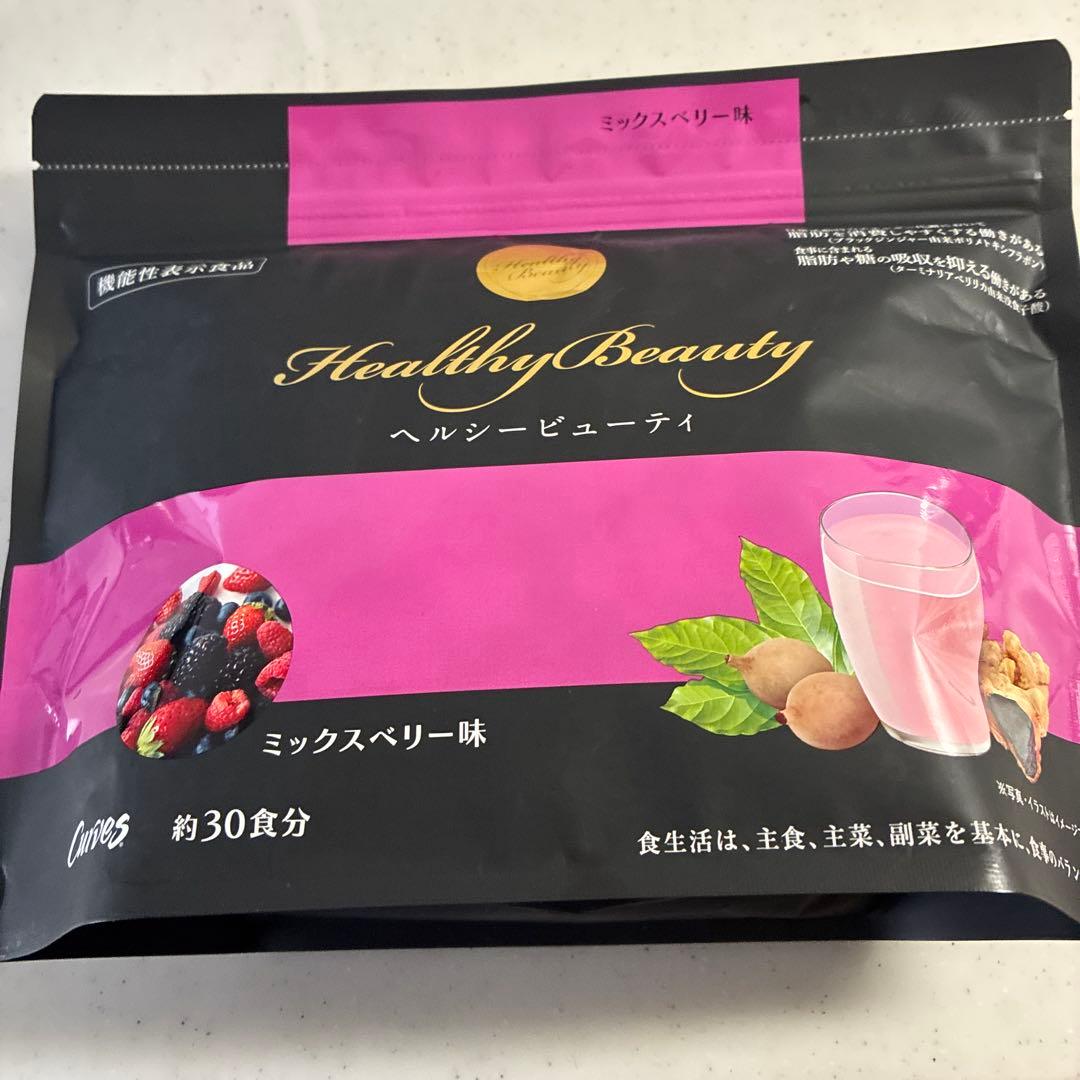 ミックスベリー味
機能性表示食品
Healthy
Beauty
脂肪を消費しやすくする働きがある
(ブラックジンジャー由来ポリメトキシフラボン)
食事に含まれる
脂肪や糖の吸収を抑える働きがある
(ターミナリアベリリカ由来没食子酸)
Healthy Beauty
ヘルシービューティ
ミックスベリー味
Curves
約30食分
※写真・イラストはイメージ
食生活は、主食、主菜、副菜を基本に、食事のバラン